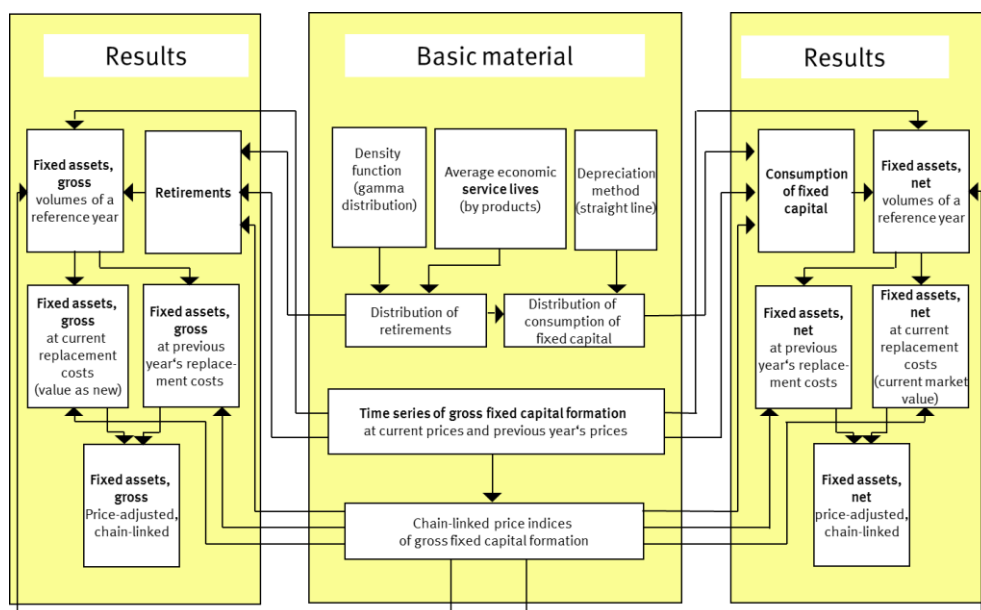 Results
Fixed assets,
gross
volumes of a
reference year
Retirements
Fixed assets,
gross
at current
replacement
costs
(value as new)
Fixed assets,
gross
at previous
year's replace-
ment costs
Fixed assets,
gross
Price-adjusted,
chain-linked
Basic material
Density
function
(gamma
distribution)
Average economic
service lives
(by products)
Depreciation
method
(straight line)
Distribution of
retirements
Distribution of
consumption of
fixed capital
Time series of gross fixed capital formation
at current prices and previous year's prices
Chain-linked price indices
of gross fixed capital formation
Results
Consumption
of fixed
capital
Fixed assets,
net
volumes of a
reference year
Fixed assets,
net
at previous
year's replace-
ment costs
Fixed assets,
net
at current
replacement
costs
(current market
value)
Fixed assets,
net
price-adjusted,
chain-linked